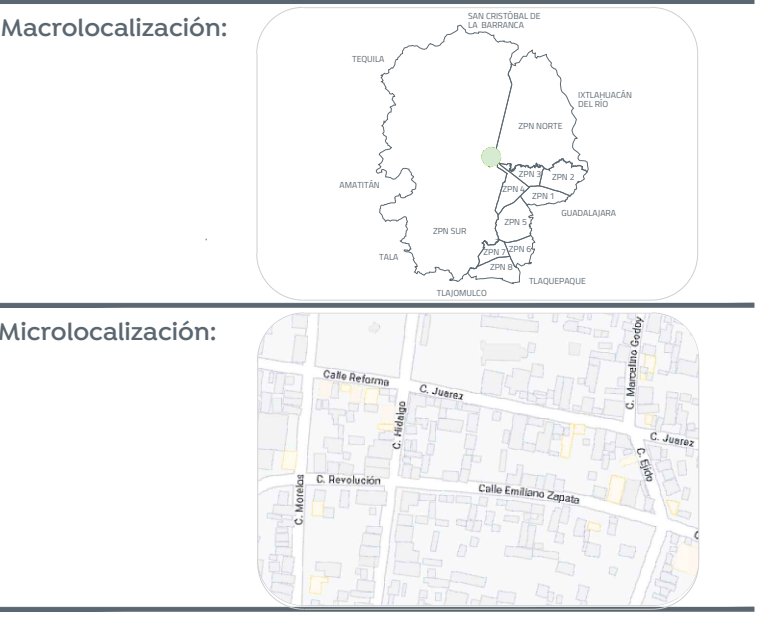 Macrolocalización:
SAN CRISTÓBAL DE
LA BARRANCA
TEQUILA
IXTLAHUACÁN
DEL RÍO
ZPN NORTE
ZPN 3
ZPN 2
AMATITÁN
ZPN 4
ZPN 1
GUADALAJARA
ZPN 5
ZPN SUR
ZPN 7
ZPN 6
TALA
ZPN 8
TLAQUEPAQUE
TLAJOMULCO
Microlocalización:
C. Marcelino Godby
Calle Reforma
C. Juarez
C. Hidalgo
C. Juarez
C. Ejido
C. Revolución
Calle Emiliano Zapata
C. Morelos